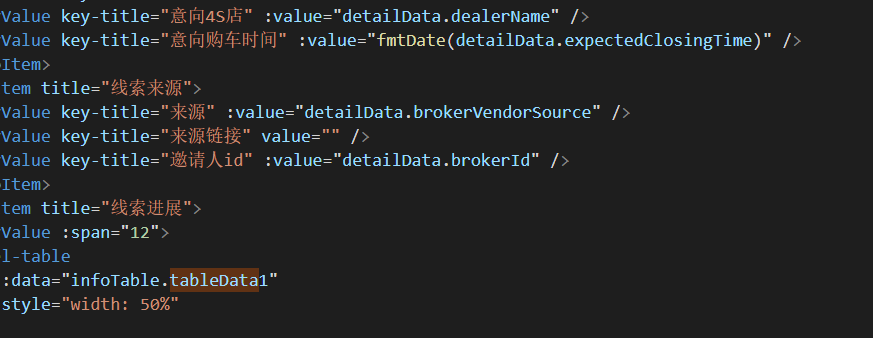 Value key-title="意向4S店" :value="detailData.dealerName" />
Value key-title="意向购车时间" :value="fmtDate(detailData.expectedClosingTime)" />
Item>
tem title="线索来源">
Value key-title="来源" :value="detailData.brokerVendorSource" />
Value key-title="来源链接" value="" />
Value key-title="邀请人id" :value="detailData.brokerId" />
Item>
tem title="线索进展">
Value :span="12">
l-table
:data="infoTable.tableData1"
style="width: 50%"